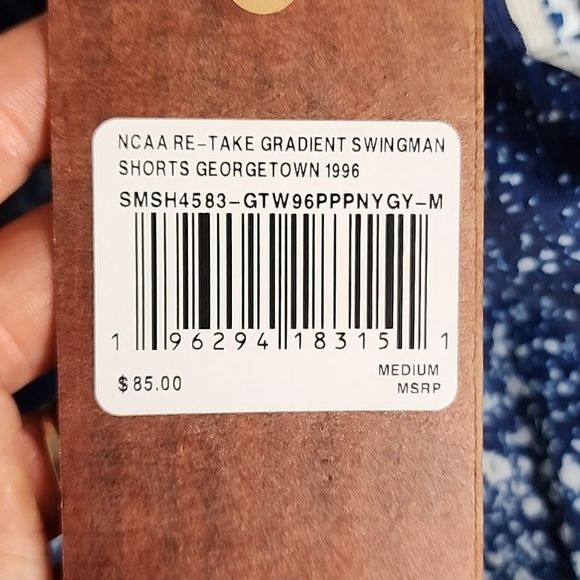 NCAA RE-TAKE GRADIENT SWINGMAN
SHORTS GEORGETOWN 1996
SMSH4583-GTW96PPPNYGY-M
1 96294 18315 1
$85.00
MEDIUM
MSRP